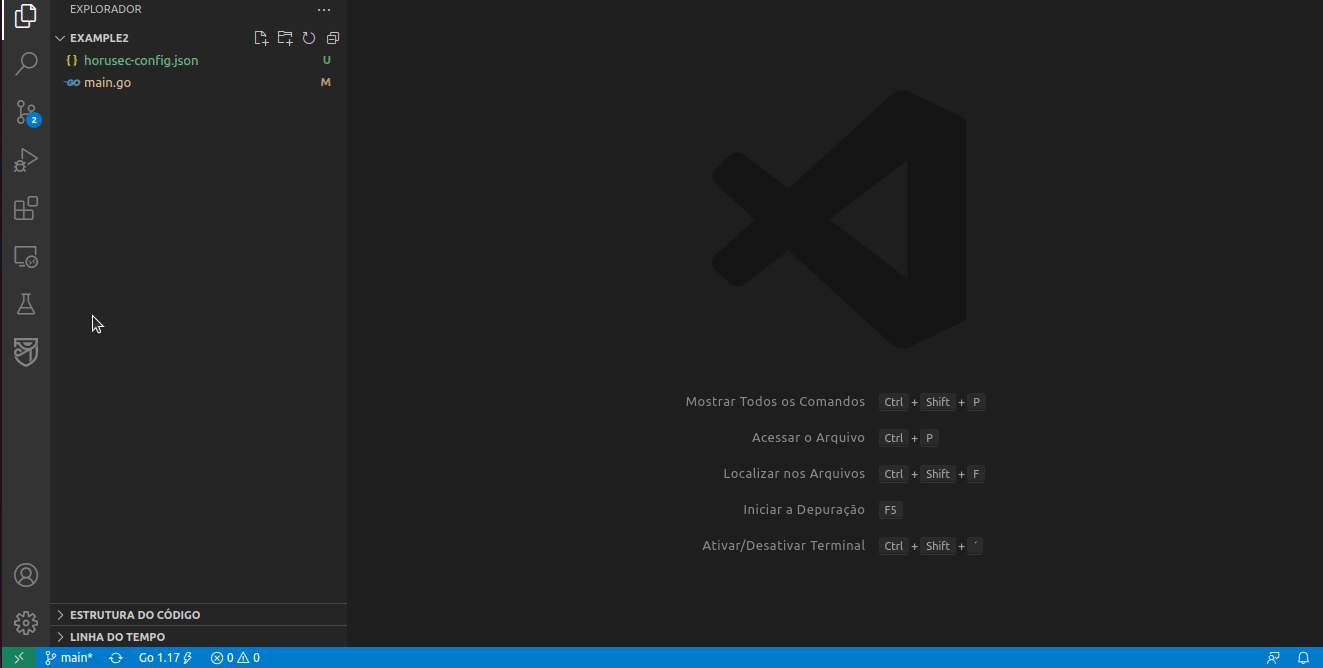 EXPLORADOR
EXAMPLE2
{} horusec-config.json U
GO main.go M
2
Mostrar Todos os Comandos Ctrl + Shift + P
Acessar o Arquivo Ctrl + P
Localizar nos Arquivos Ctrl + Shift + F
Iniciar a Depuração F5
Ativar/Desativar Terminal Ctrl + Shift + ´
ESTRUTURA DO CÓDIGO
LINHA DO TEMPO
main* Go 1.17 0 0